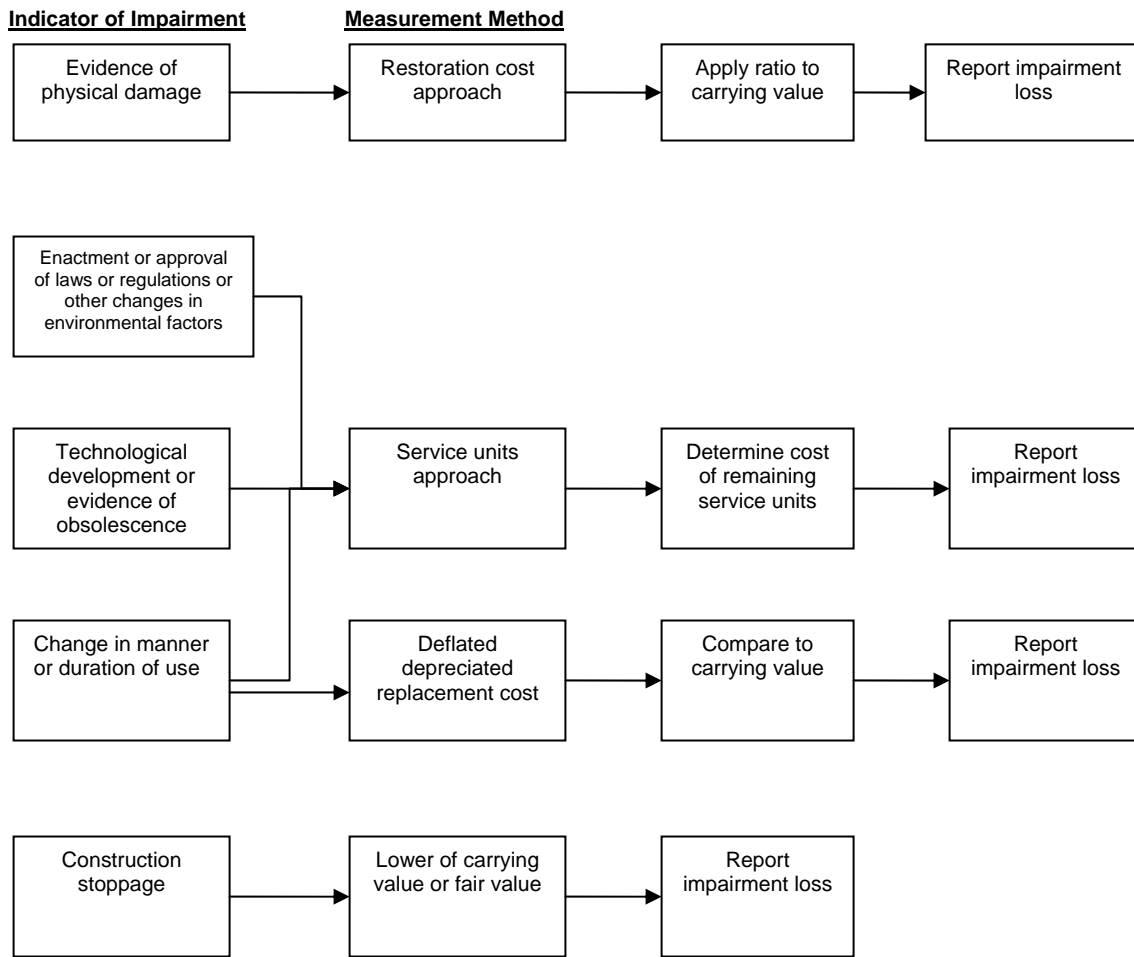 Indicator of Impairment
Measurement Method
Evidence of
physical damage
Restoration cost
approach
Apply ratio to
carrying value
Report impairment
loss
Enactment or approval
of laws or regulations or
other changes in
environmental factors
Technological
development or
evidence of
obsolescence
Service units
approach
Determine cost
of remaining
service units
Report
impairment loss
Change in manner
or duration of use
Deflated
depreciated
replacement cost
Compare to
carrying value
Report
impairment loss
Construction
stoppage
Lower of carrying
value or fair value
Report
impairment loss